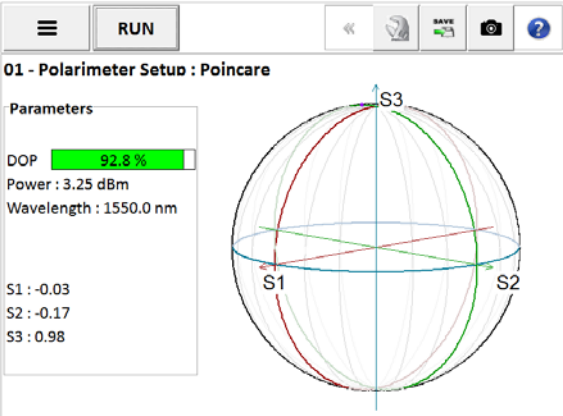 RUN
«
SAVE
?
01 - Polarimeter Setup : Poincare
Parameters
DOP 92.8 %
Power : 3.25 dBm
Wavelength : 1550.0 nm
S1 : -0.03
S2 : -0.17
S3 : 0.98
S3
S1
S2